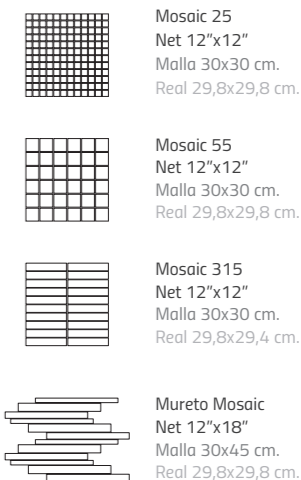 Mosaic 25
Net 12"x12"
Malla 30x30 cm.
Real 29,8x29,8 cm.
Mosaic 55
Net 12"x12"
Malla 30x30 cm.
Real 29,8x29,8 cm.
Mosaic 315
Net 12"x12"
Malla 30x30 cm.
Real 29,8x29,4 cm.
Mureto Mosaic
Net 12"x18"
Malla 30x45 cm.
Real 29,8x29,8 cm.